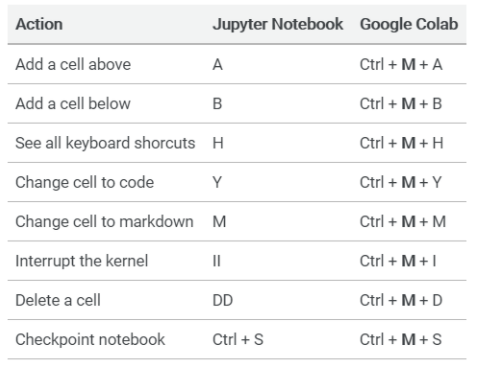 Action Jupyter Notebook Google Colab
Add a cell above A Ctrl + M + A
Add a cell below B Ctrl + M + B
See all keyboard shorcuts H Ctrl + M + H
Change cell to code Y Ctrl + M + Y
Change cell to markdown M Ctrl + M + M
Interrupt the kernel II Ctrl + M + I
Delete a cell DD Ctrl + M + D
Checkpoint notebook Ctrl + S Ctrl + M + S